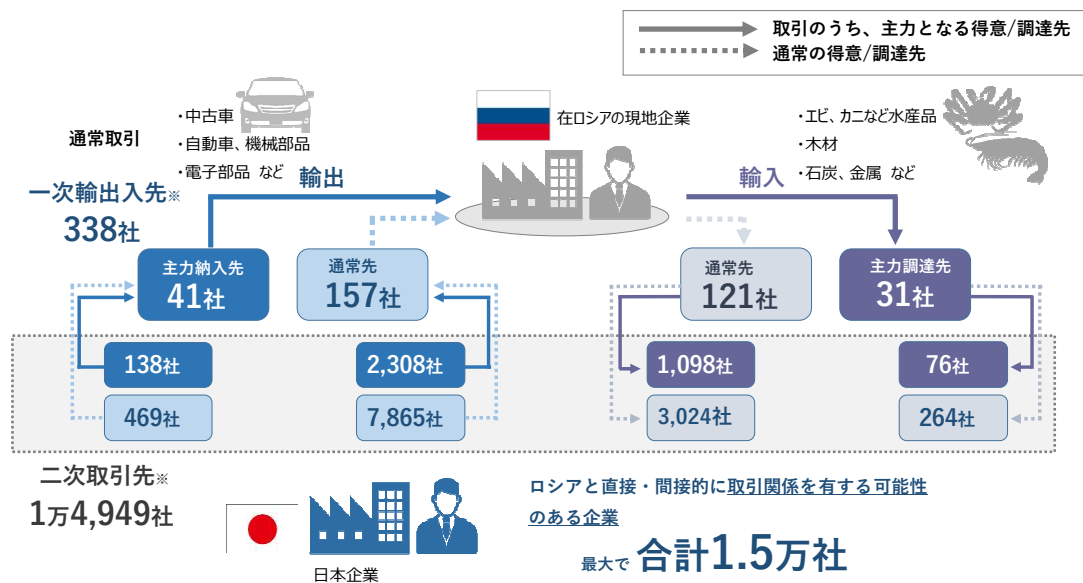 取引のうち、主力となる得意/調達先
通常の得意/調達先
通常取引
・中古車
・自動車、機械部品
・電子部品 など
在ロシアの現地企業
・エビ、カニなど水産品
・木材
・石炭、金属 など
一次輸出入先※
338社
輸出
輸入
主力納入先
41社
通常先
157社
通常先
121社
主力調達先
31社
138社
2,308社
1,098社
76社
469社
7,865社
3,024社
264社
二次取引先※
1万4,949社
日本企業
ロシアと直接・間接的に取引関係を有する可能性
のある企業
最大で 合計1.5万社